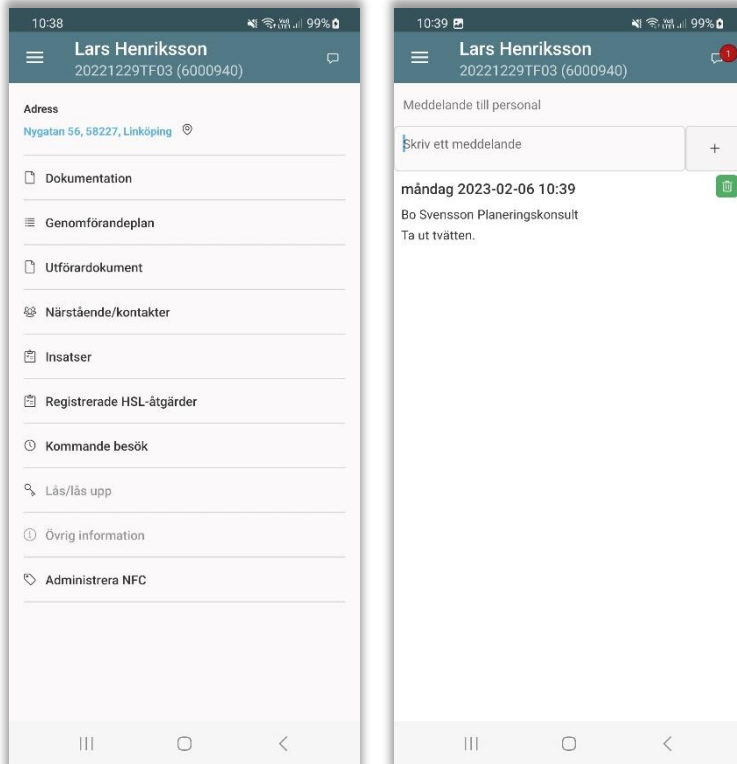 10:38
99%
Lars Henriksson
20221229TF03 (6000940)
Adress
Nygatan 56, 58227, Linköping
Dokumentation
Genomförandeplan
Utförardokument
Närstående/kontakter
Insatser
Registrerade HSL-åtgärder
Kommande besök
Lås/lås upp
Övrig information
Administrera NFC
10:39
99%
Lars Henriksson
20221229TF03 (6000940)
1
Meddelande till personal
Skriv ett meddelande
+
måndag 2023-02-06 10:39
Bo Svensson Planeringskonsult
Ta ut tvätten.